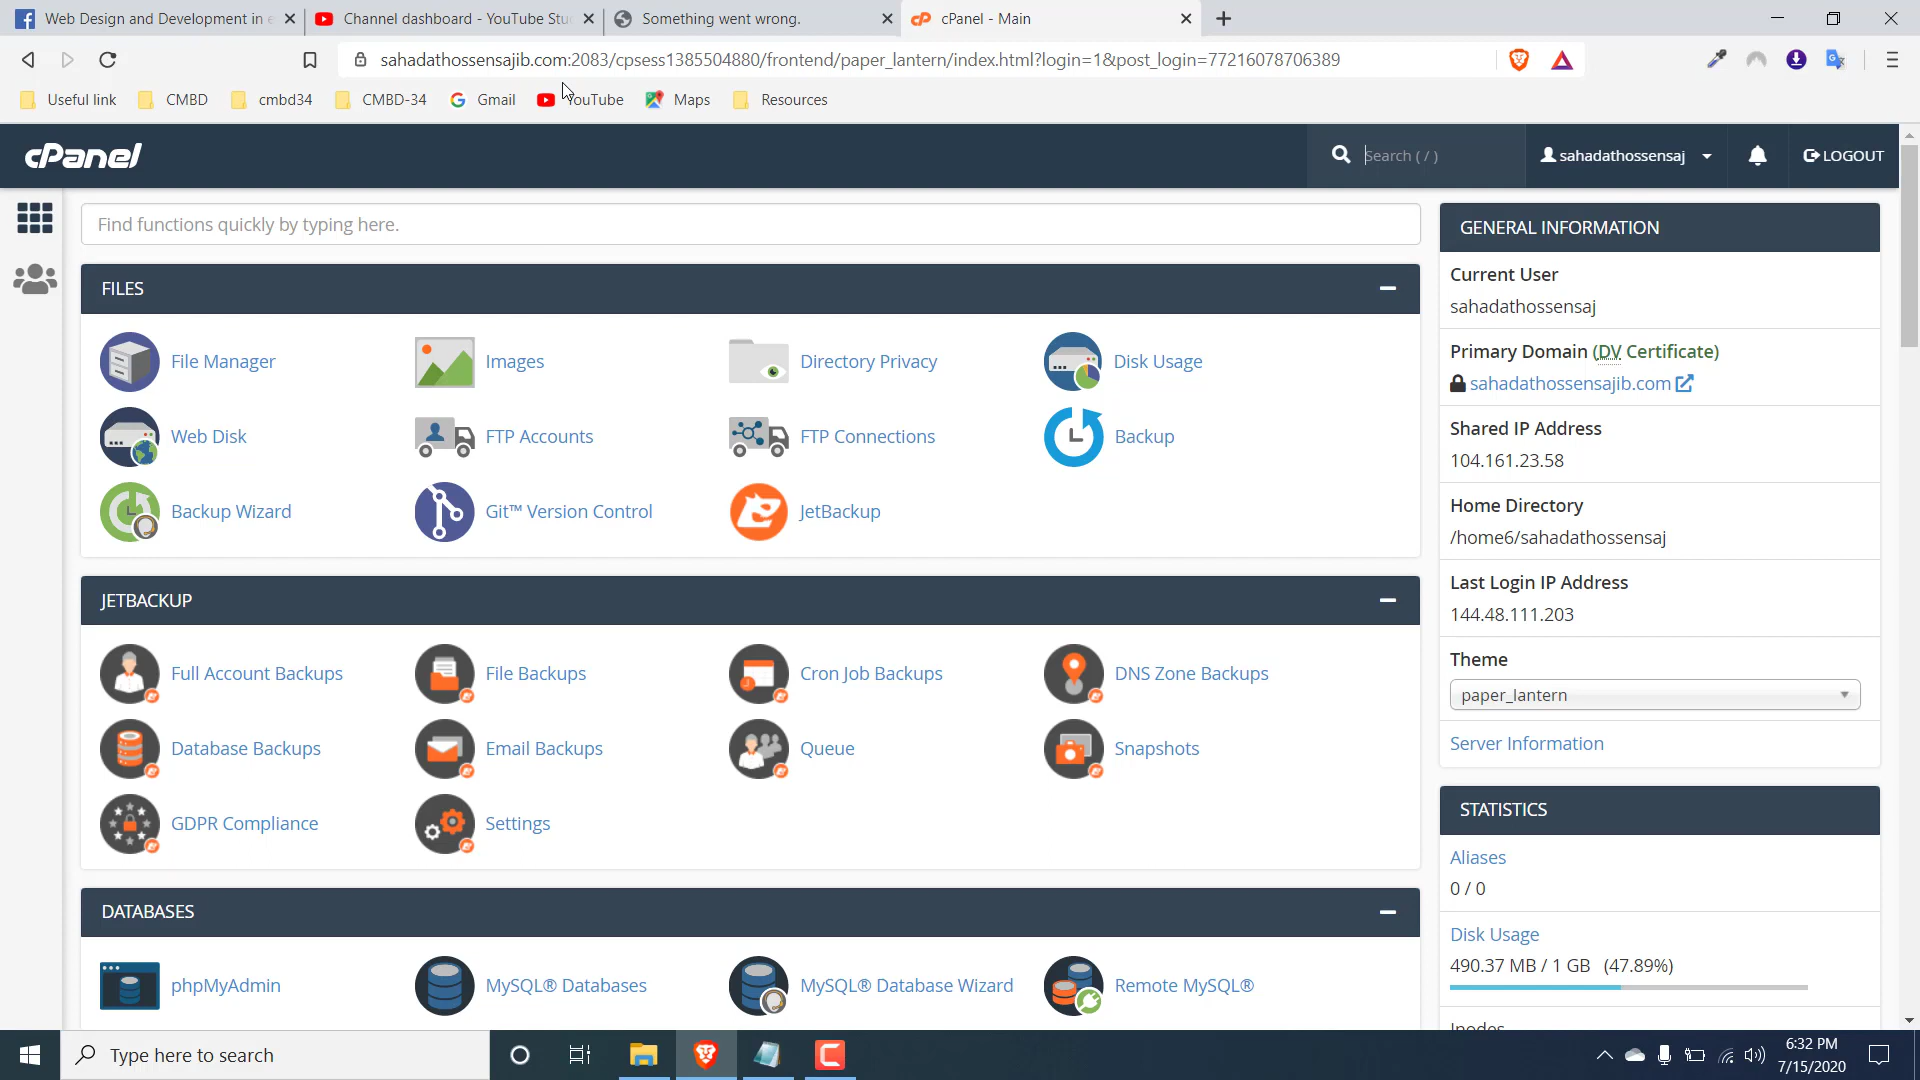 Web Design and Development in
Channel dashboard - YouTube Stu
Something went wrong.
cPanel - Main
sahadathossensajib.com:2083/cpsess1385504880/frontend/paper_lantern/index.html?login=1&post_login=77216078706389
Useful link
CMBD
cmbd34
CMBD-34
Gmail
YouTube
Maps
Resources
cPanel
Search ( / )
sahadathossensaj
LOGOUT
Find functions quickly by typing here.
FILES
File Manager
Images
Directory Privacy
Disk Usage
Web Disk
FTP Accounts
FTP Connections
Backup
Backup Wizard
Git™ Version Control
JetBackup
JETBACKUP
Full Account Backups
File Backups
Cron Job Backups
DNS Zone Backups
Database Backups
Email Backups
Queue
Snapshots
GDPR Compliance
Settings
DATABASES
phpMyAdmin
MySQL® Databases
MySQL® Database Wizard
Remote MySQL®
GENERAL INFORMATION
Current User
sahadathossensaj
Primary Domain (DV Certificate)
sahadathossensajib.com
Shared IP Address
104.161.23.58
Home Directory
/home6/sahadathossensaj
Last Login IP Address
144.48.111.203
Theme
paper_lantern
Server Information
STATISTICS
Aliases
0 / 0
Disk Usage
490.37 MB / 1 GB (47.89%)
Inodes
Type here to search
6:32 PM
7/15/2020